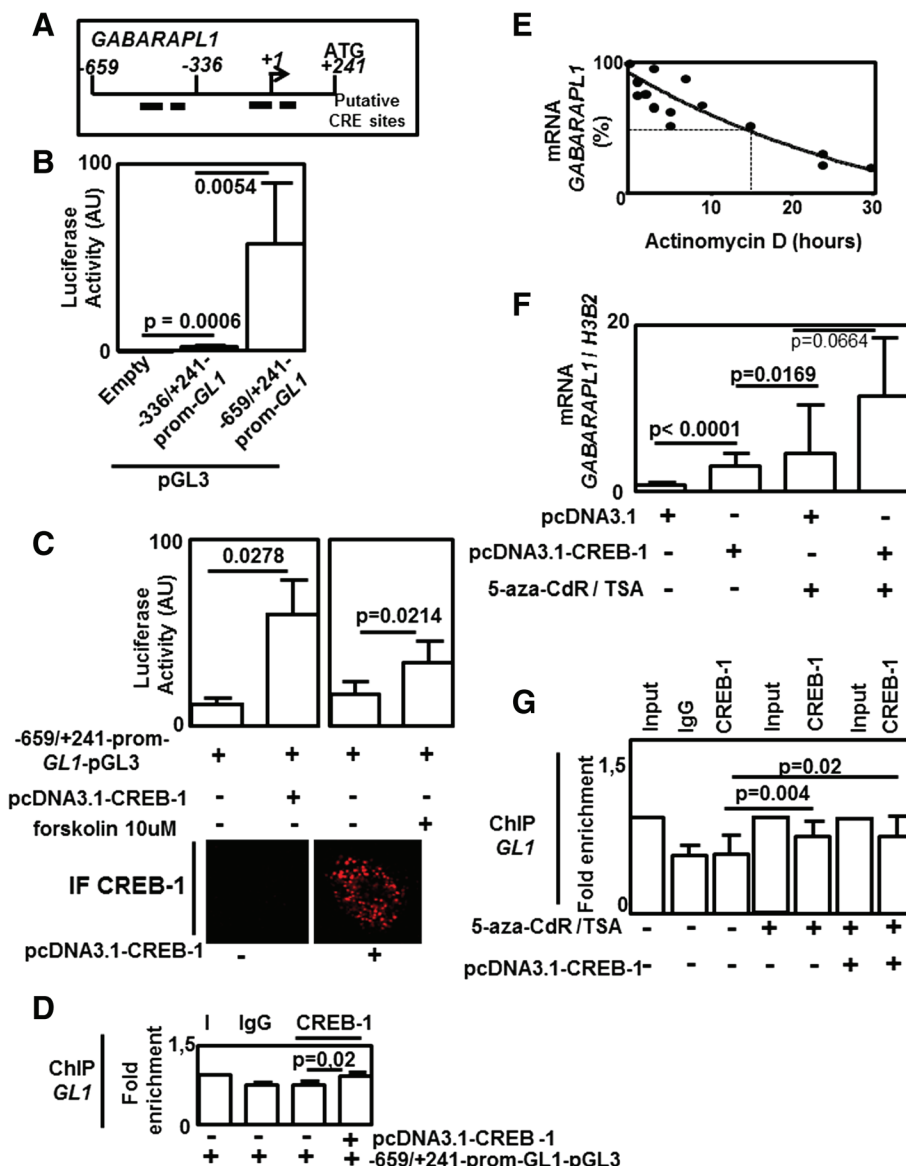 A
GABARAPL1
-659
-336
+1
ATG
+241
Putative
CRE sites
B
Luciferase
Activity (AU)
100
0
0.0054
p = 0.0006
Empty
-336/+241-
prom-GL1
-659/+241-
prom-GL1
pGL3
C
Luciferase
Activity (AU)
100
0
0.0278
p=0.0214
-659/+241-prom-
GL1-pGL3
+ + + +
pcDNA3.1-CREB-1
- + - -
forskolin 10uM
- - - +
IF CREB-1
pcDNA3.1-CREB-1
- +
D
I IgG CREB-1
ChIP
GL1
Fold
enrichment
1,5
0
p=0,02
- - - + pcDNA3.1-CREB -1
+ + + + -659/+241-prom-GL1-pGL3
E
mRNA
GABARAPL1
(%)
100
0
0 10 20 30
Actinomycin D (hours)
F
mRNA
GABARAPL1 / H3B2
20
0
p< 0.0001
p=0.0169
p=0.0664
pcDNA3.1 + - + -
pcDNA3.1-CREB-1 - + - +
5-aza-CdR / TSA - - + +
G
Input
IgG
CREB-1
Input
CREB-1
Input
CREB-1
ChIP
GL1
Fold enrichment
1,5
0
p=0.02
p=0.004
5-aza-CdR /TSA - - - + + + +
pcDNA3.1-CREB-1 - - - - - + +